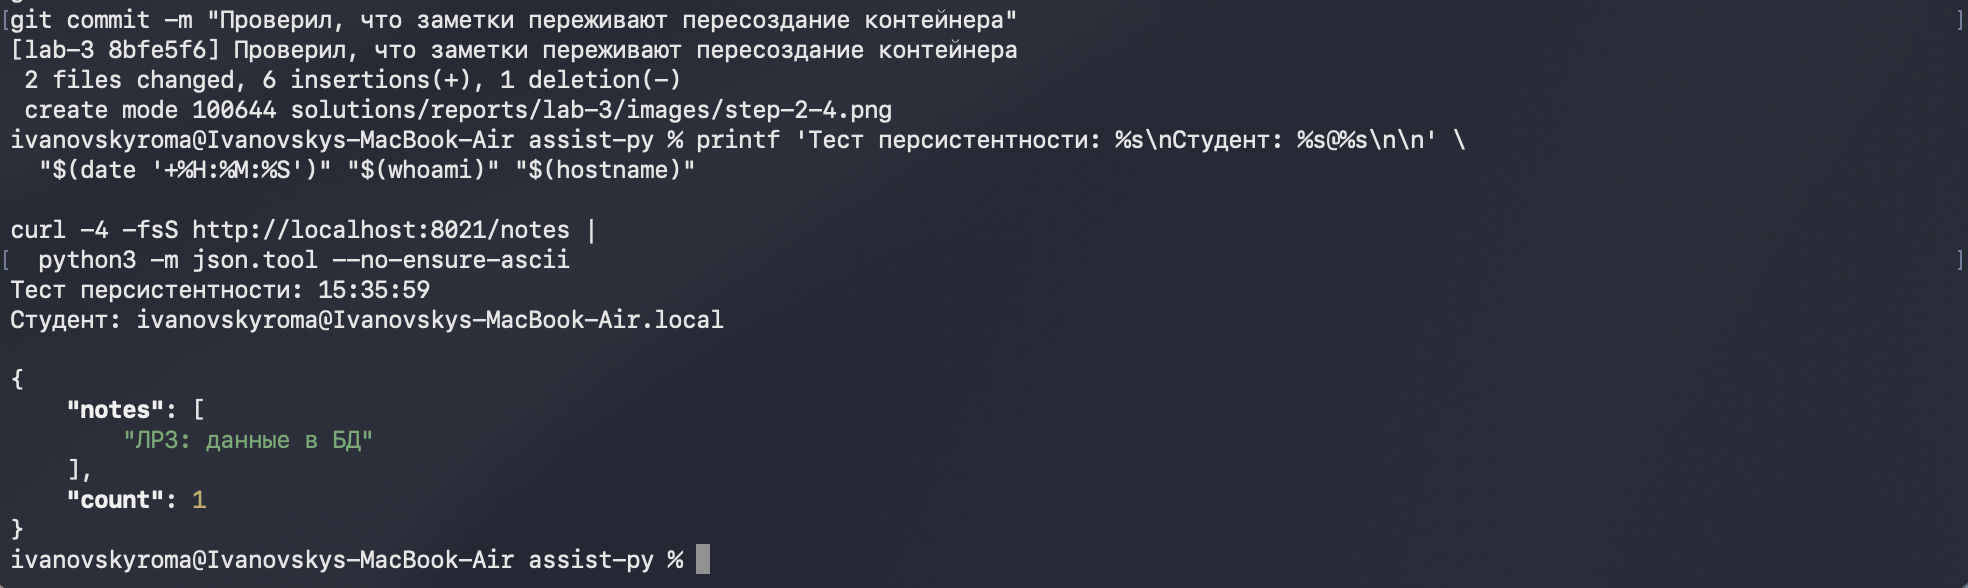 git commit -m "Проверил, что заметки переживают пересоздание контейнера"
[lab-3 8bfe5f6] Проверил, что заметки переживают пересоздание контейнера
 2 files changed, 6 insertions(+), 1 deletion(-)
 create mode 100644 solutions/reports/lab-3/images/step-2-4.png
ivanovskyroma@Ivanovskys-MacBook-Air assist-py % printf 'Тест персистентности: %s\nСтудент: %s@%s\n\n' \
  "$(date '+%H:%M:%S')" "$(whoami)" "$(hostname)"
curl -4 -fsS http://localhost:8021/notes |
  python3 -m json.tool --no-ensure-ascii
Тест персистентности: 15:35:59
Студент: ivanovskyroma@Ivanovskys-MacBook-Air.local
{
    "notes": [
        "ЛР3: данные в БД"
    ],
    "count": 1
}
ivanovskyroma@Ivanovskys-MacBook-Air assist-py %